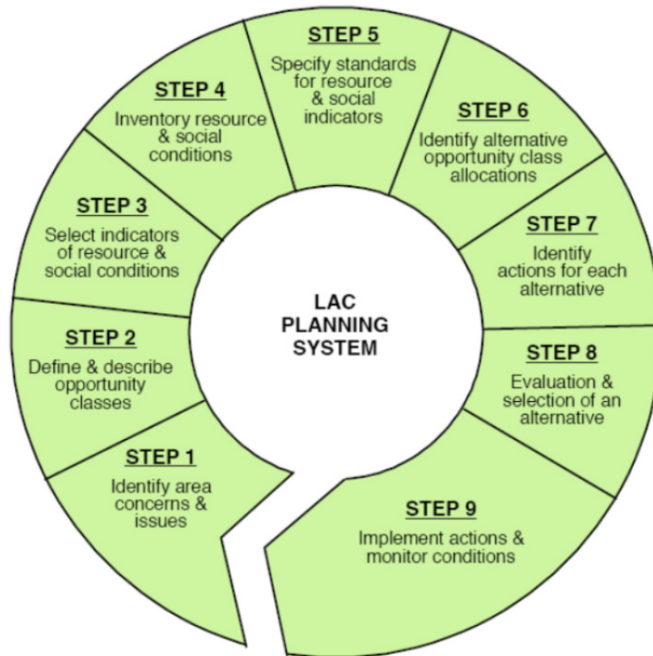 STEP 1
Identify area
concerns &
issues
STEP 2
Define & describe
opportunity
classes
STEP 3
Select indicators
of resource &
social conditions
STEP 4
Inventory resource
& social
conditions
STEP 5
Specify standards
for resource
& social
indicators
STEP 6
Identify alternative
opportunity class
allocations
STEP 7
Identify
actions for each
alternative
STEP 8
Evaluation &
selection of an
alternative
STEP 9
Implement actions &
monitor conditions
LAC
PLANNING
SYSTEM